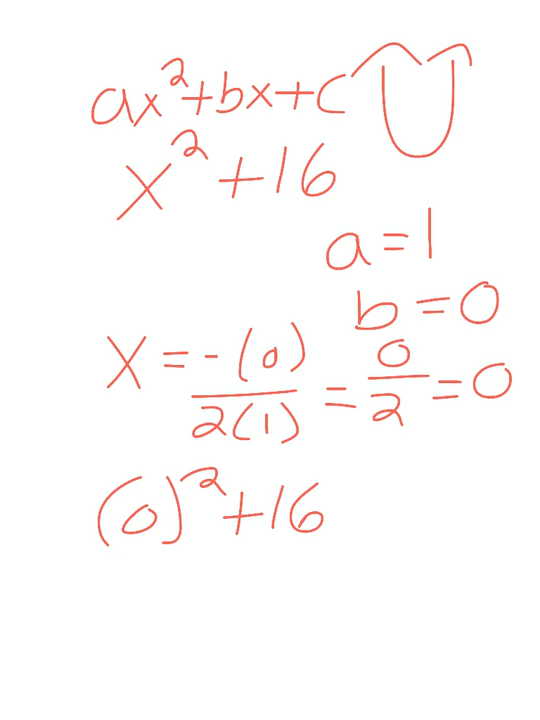 ax²+bx+c
x²+16
a=1
b=0
x = -(0)/2(1) = 0/2 = 0
(0)²+16